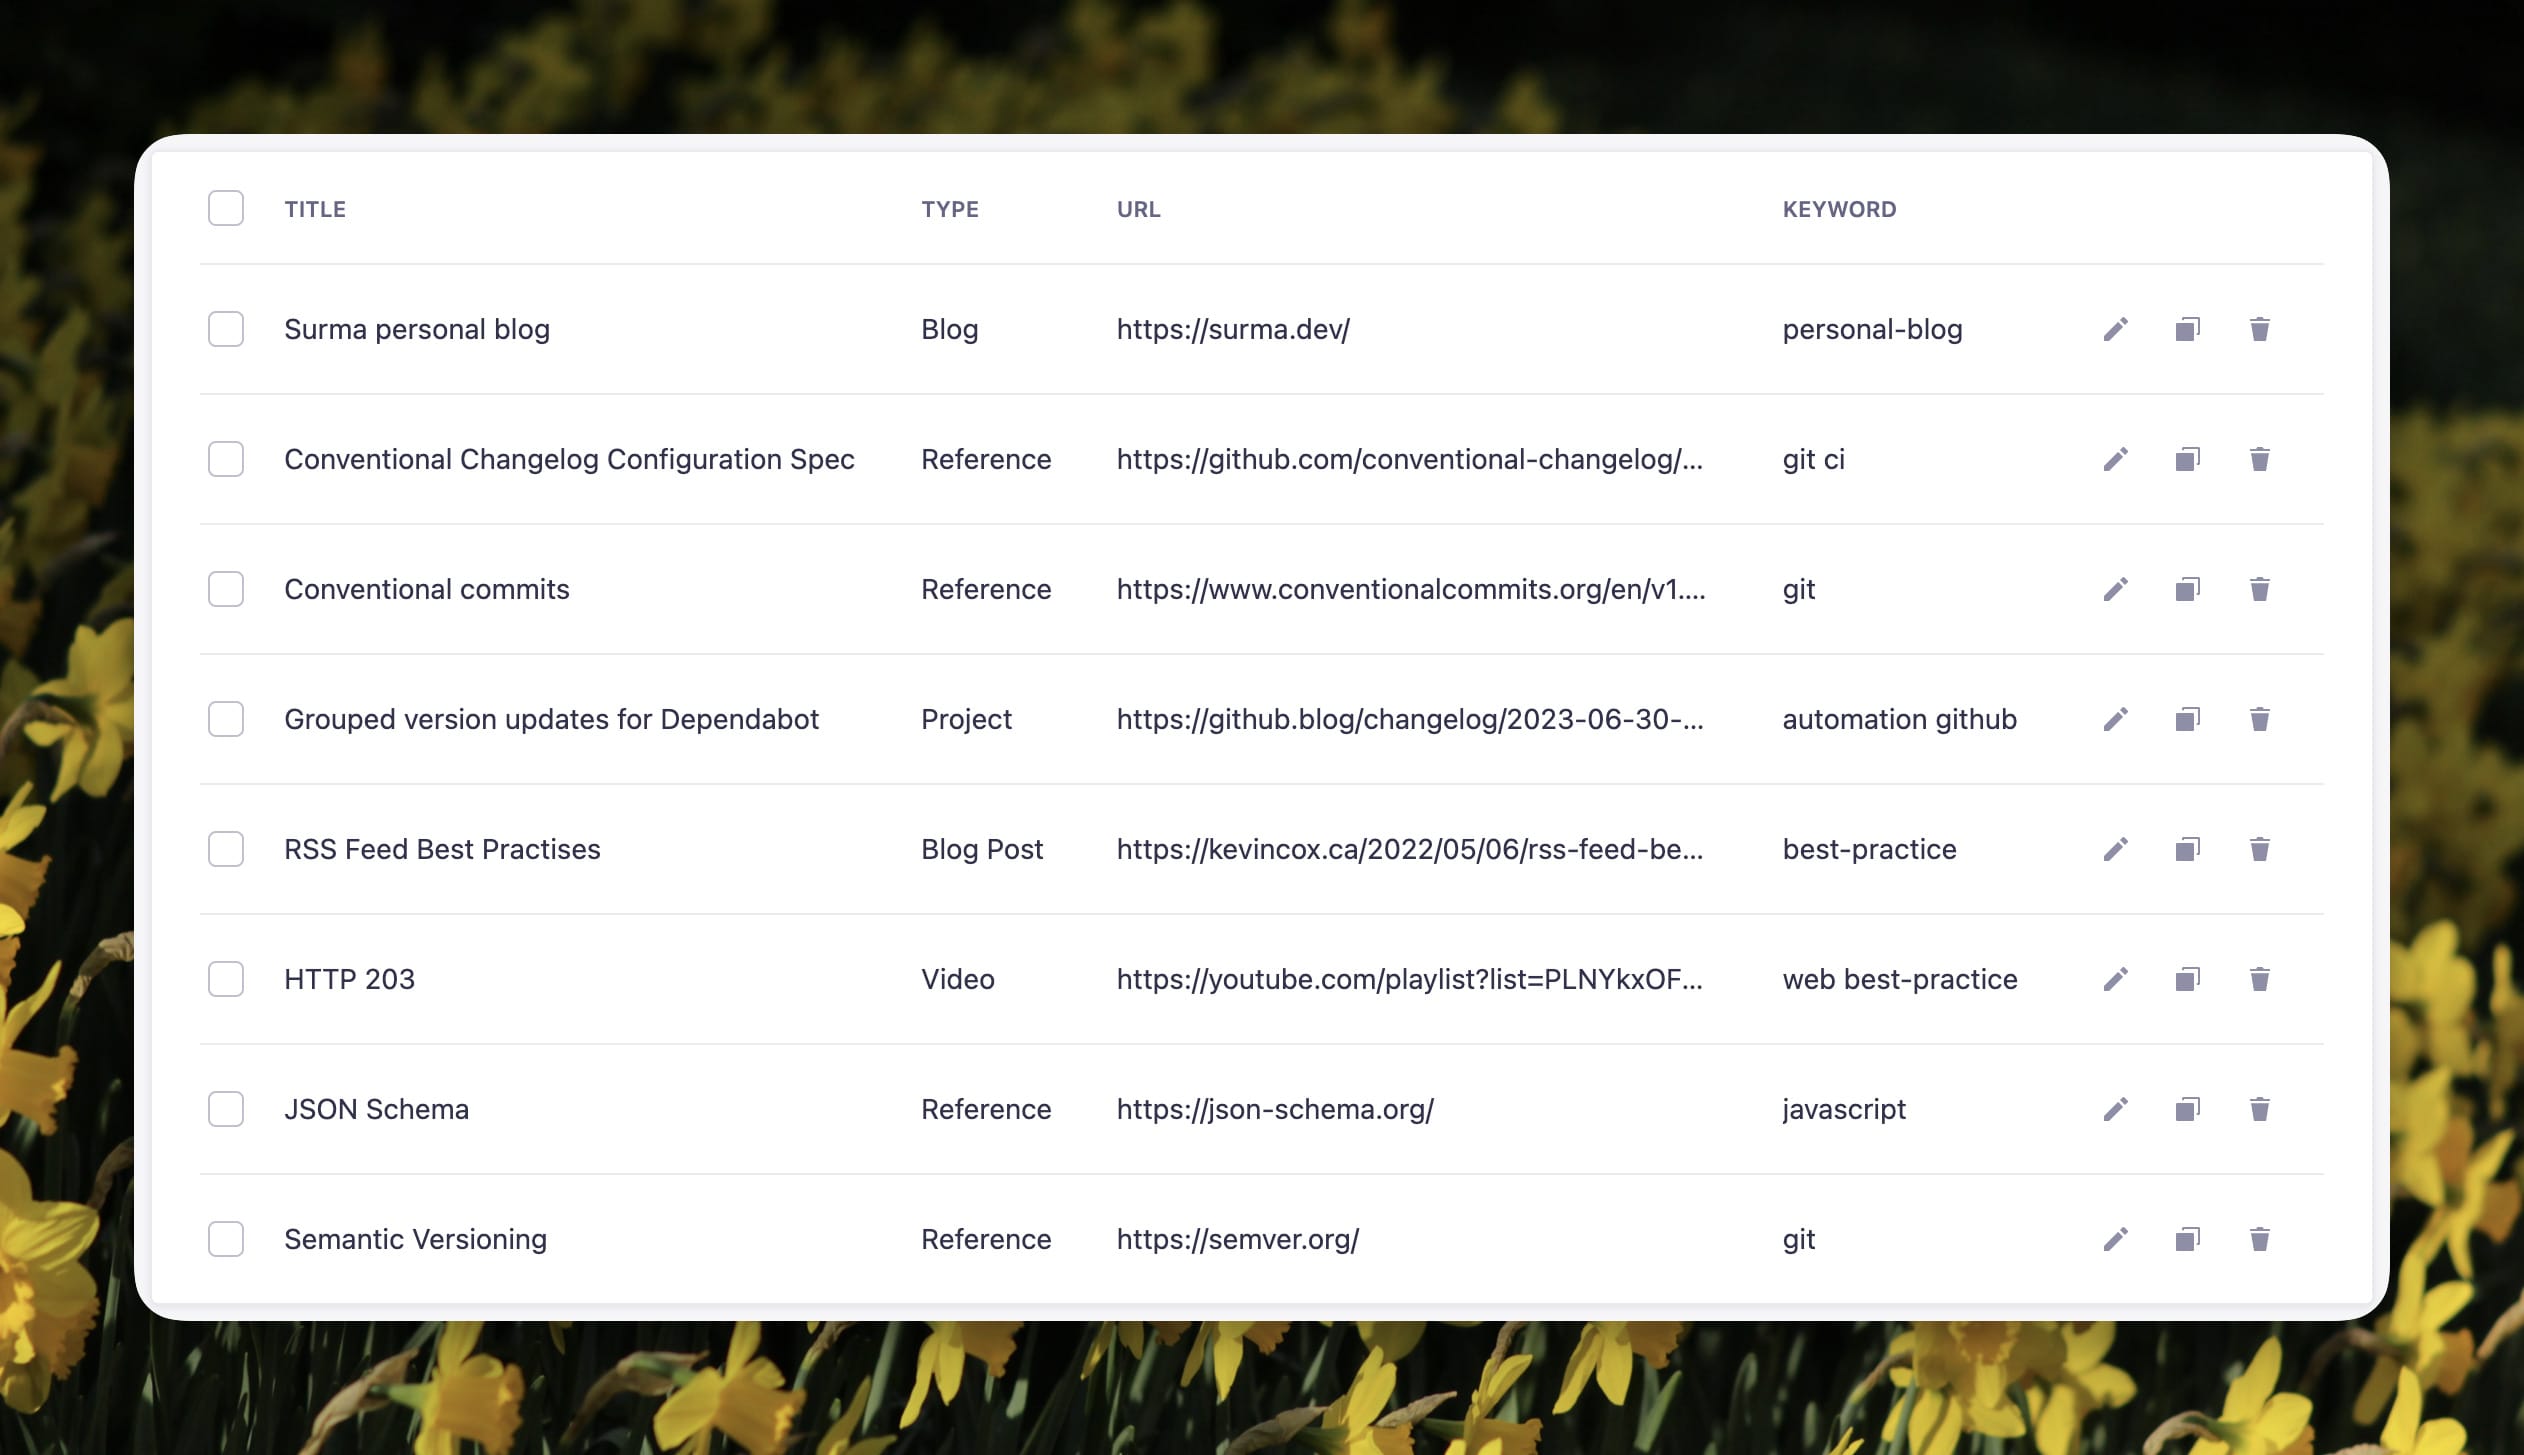 TITLE TYPE URL KEYWORD
Surma personal blog Blog https://surma.dev/ personal-blog
Conventional Changelog Configuration Spec Reference https://github.com/conventional-changelog/... git ci
Conventional commits Reference https://www.conventionalcommits.org/en/v1.... git
Grouped version updates for Dependabot Project https://github.blog/changelog/2023-06-30-... automation github
RSS Feed Best Practises Blog Post https://kevincox.ca/2022/05/06/rss-feed-be... best-practice
HTTP 203 Video https://youtube.com/playlist?list=PLNYkxOF... web best-practice
JSON Schema Reference https://json-schema.org/ javascript
Semantic Versioning Reference https://semver.org/ git